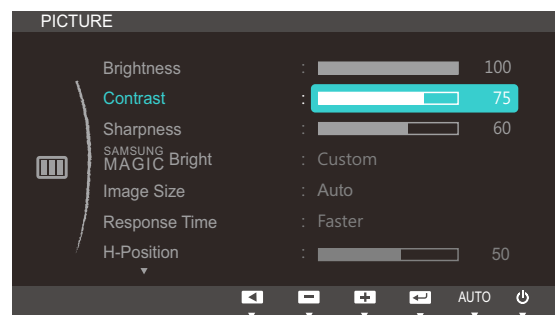 PICTURE
Brightness : 100
Contrast : 75
Sharpness : 60
SAMSUNG
MAGIC Bright : Custom
Image Size : Auto
Response Time : Faster
H-Position : 50
AUTO